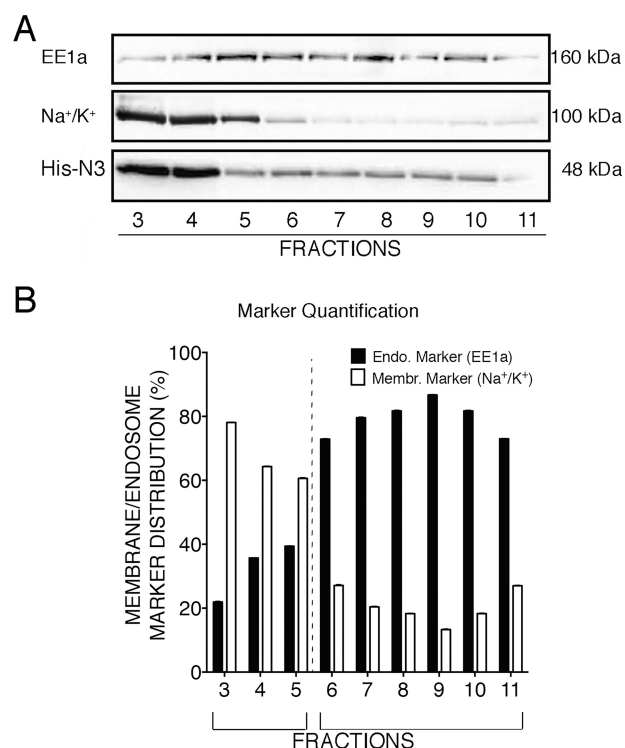 A
EE1a 160 kDa
Na⁺/K⁺ 100 kDa
His-N3 48 kDa
3 4 5 6 7 8 9 10 11
FRACTIONS
B
Marker Quantification
Endo. Marker (EE1a)
Membr. Marker (Na⁺/K⁺)
MEMBRANE/ENDOSOME
MARKER DISTRIBUTION (%)
100
80
60
40
20
0
3 4 5 6 7 8 9 10 11
FRACTIONS